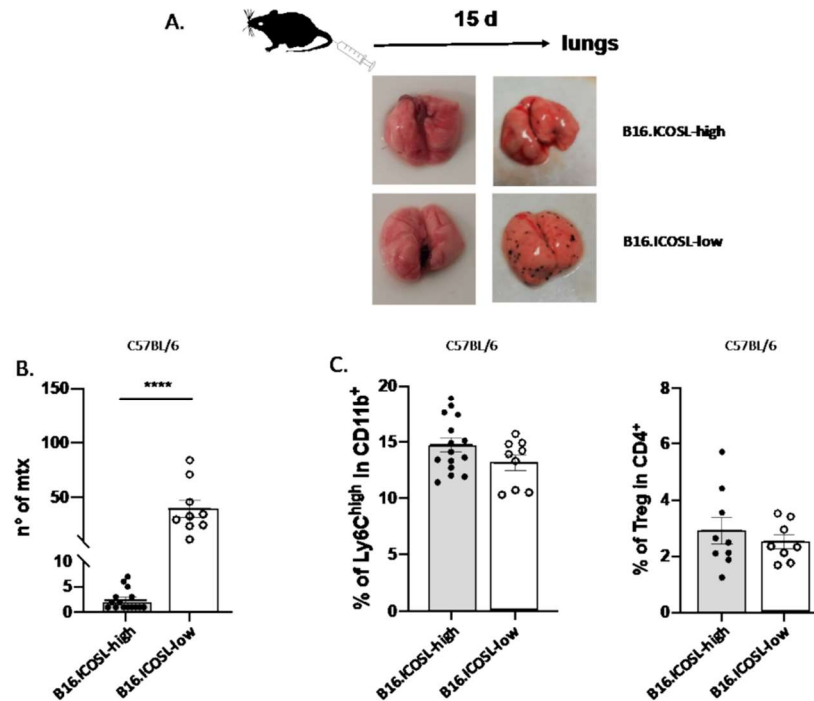 A.
15 d
lungs
B16.ICOSL-high
B16.ICOSL-low
B.
C57BL/6
n° of mtx
150
100
50
10
5
0
****
B16.ICOSL-high
B16.ICOSL-low
C.
C57BL/6
% of Ly6C^high in CD11b^+
20
15
10
5
0
B16.ICOSL-high
B16.ICOSL-low
C57BL/6
% of Treg in CD4^+
8
6
4
2
0
B16.ICOSL-high
B16.ICOSL-low